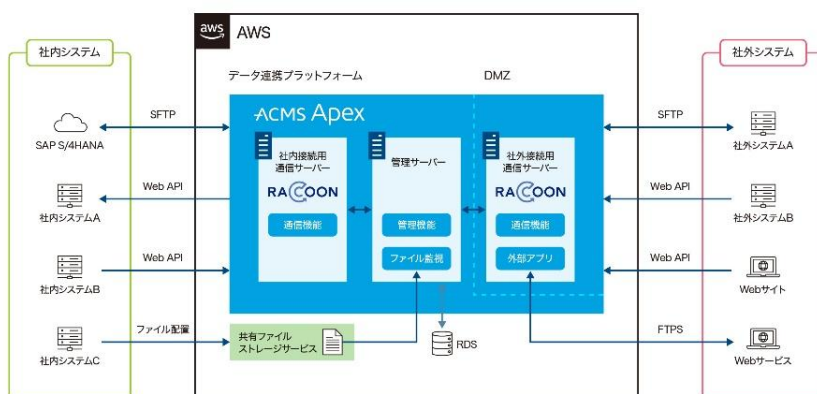 aws
AWS
社内システム
社外システム
データ連携プラットフォーム
DMZ
ACMS Apex
SFTP
SAP S/4HANA
Web API
社内システムA
Web API
社内システムB
ファイル配置
社内システムC
社内接続用
通信サーバー
RACCOON
通信機能
管理サーバー
管理機能
ファイル監視
社外接続用
通信サーバー
RACCOON
通信機能
外部アプリ
共有ファイル
ストレージサービス
RDS
SFTP
社外システムA
Web API
社外システムB
Web API
Webサイト
FTPS
Webサービス